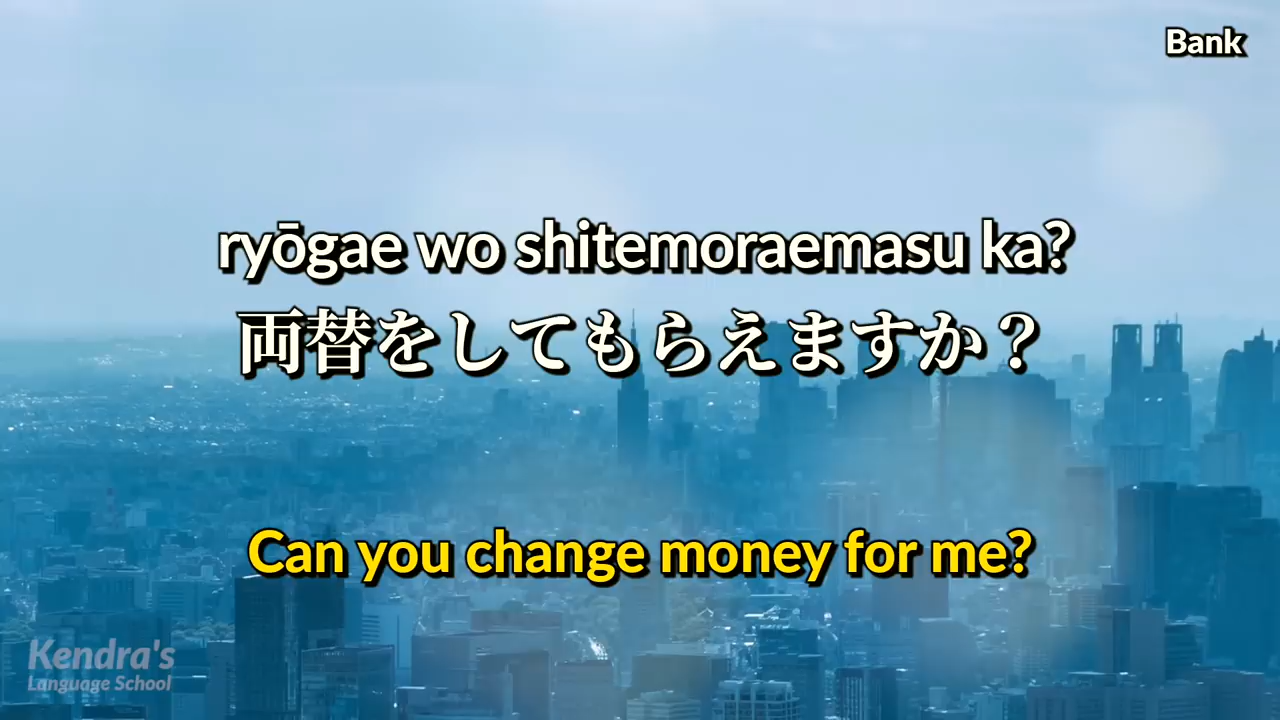 Bank
ryōgae wo shitemoraemasu ka?
両替をしてもらえますか？
Can you change money for me?
Kendra's
Language School